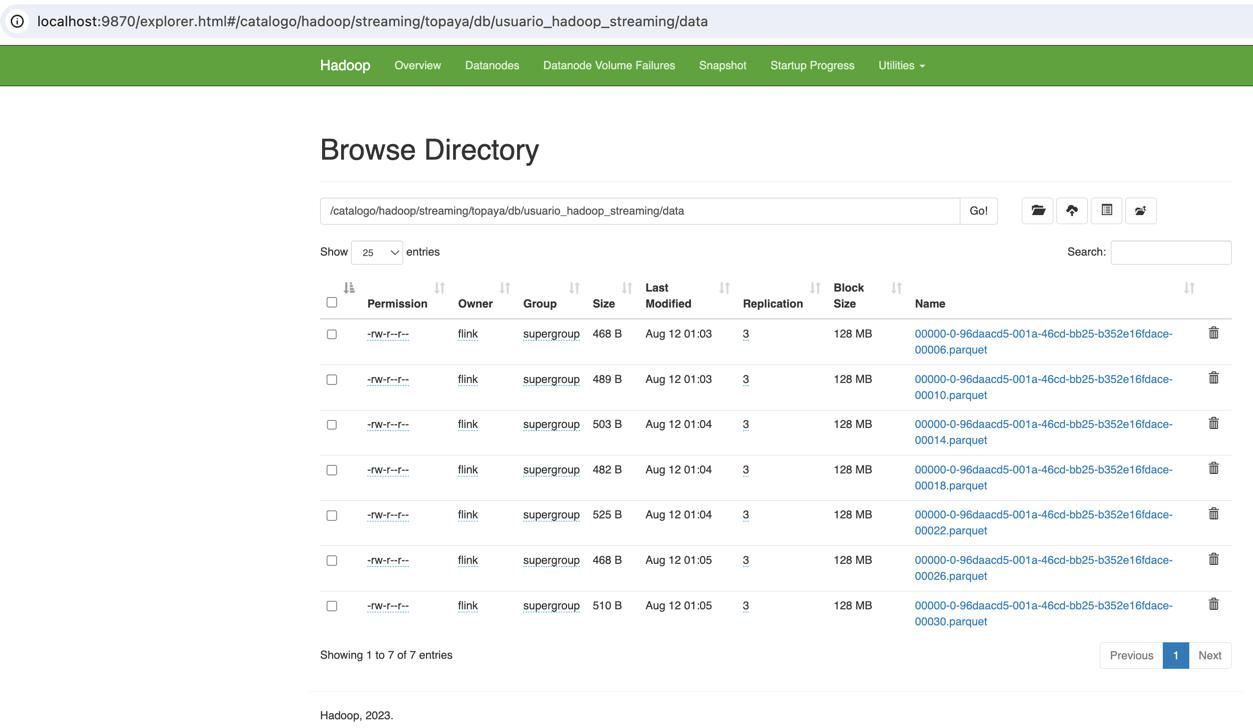 localhost:9870/explorer.html#/catalogo/hadoop/streaming/topaya/db/usuario_hadoop_streaming/data
Hadoop Overview Datanodes Datanode Volume Failures Snapshot Startup Progress Utilities
Browse Directory
/catalogo/hadoop/streaming/topaya/db/usuario_hadoop_streaming/data Go!
Show 25 entries Search:
Permission Owner Group Size Last Modified Replication Block Size Name
-rw-r--r-- flink supergroup 468 B Aug 12 01:03 3 128 MB 00000-0-96daacd5-001a-46cd-bb25-b352e16fdace-
00006.parquet
-rw-r--r-- flink supergroup 489 B Aug 12 01:03 3 128 MB 00000-0-96daacd5-001a-46cd-bb25-b352e16fdace-
00010.parquet
-rw-r--r-- flink supergroup 503 B Aug 12 01:04 3 128 MB 00000-0-96daacd5-001a-46cd-bb25-b352e16fdace-
00014.parquet
-rw-r--r-- flink supergroup 482 B Aug 12 01:04 3 128 MB 00000-0-96daacd5-001a-46cd-bb25-b352e16fdace-
00018.parquet
-rw-r--r-- flink supergroup 525 B Aug 12 01:04 3 128 MB 00000-0-96daacd5-001a-46cd-bb25-b352e16fdace-
00022.parquet
-rw-r--r-- flink supergroup 468 B Aug 12 01:05 3 128 MB 00000-0-96daacd5-001a-46cd-bb25-b352e16fdace-
00026.parquet
-rw-r--r-- flink supergroup 510 B Aug 12 01:05 3 128 MB 00000-0-96daacd5-001a-46cd-bb25-b352e16fdace-
00030.parquet
Showing 1 to 7 of 7 entries Previous 1 Next
Hadoop, 2023.